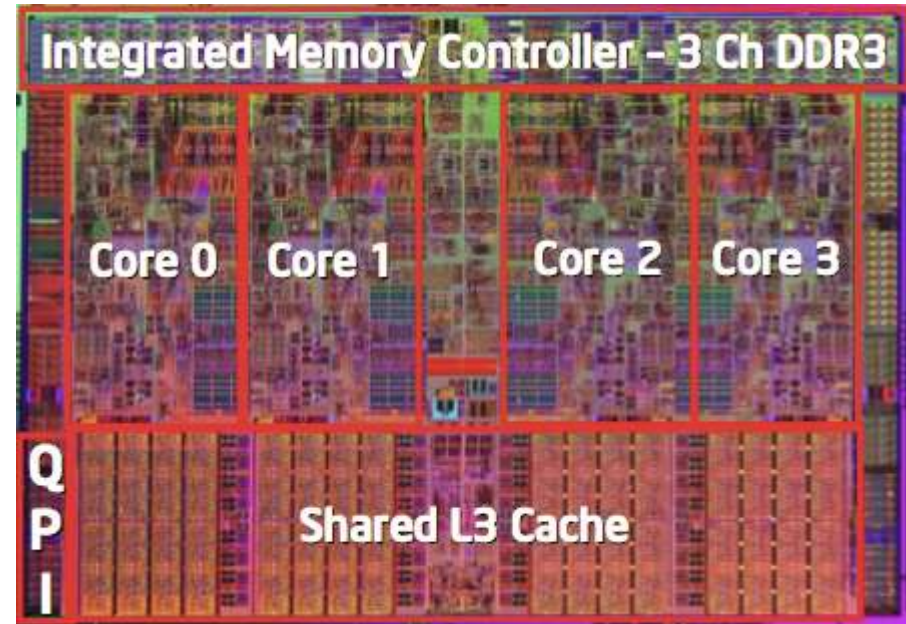 Integrated Memory Controller - 3 Ch DDR3
Core 0
Core 1
Core 2
Core 3
Q
P
I
Shared L3 Cache